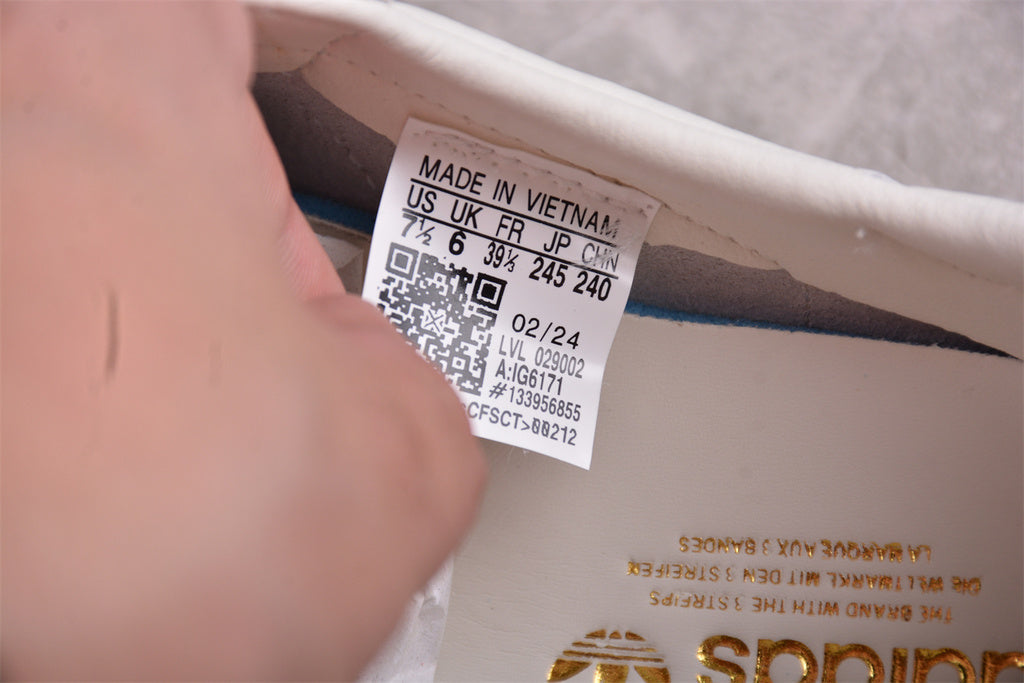 MADE IN VIETNAM
US UK FR JP CHN
7½ 6 39⅓ 245 240
02/24
LVL 029002
A:IG6171
#133956855
CFSCT>00212
adidas
THE BRAND WITH THE 3 STREIPS
DIE WELTMARKL MIT DEN 3 STREIFEN
LA MARQUE AUX 3 BANDES